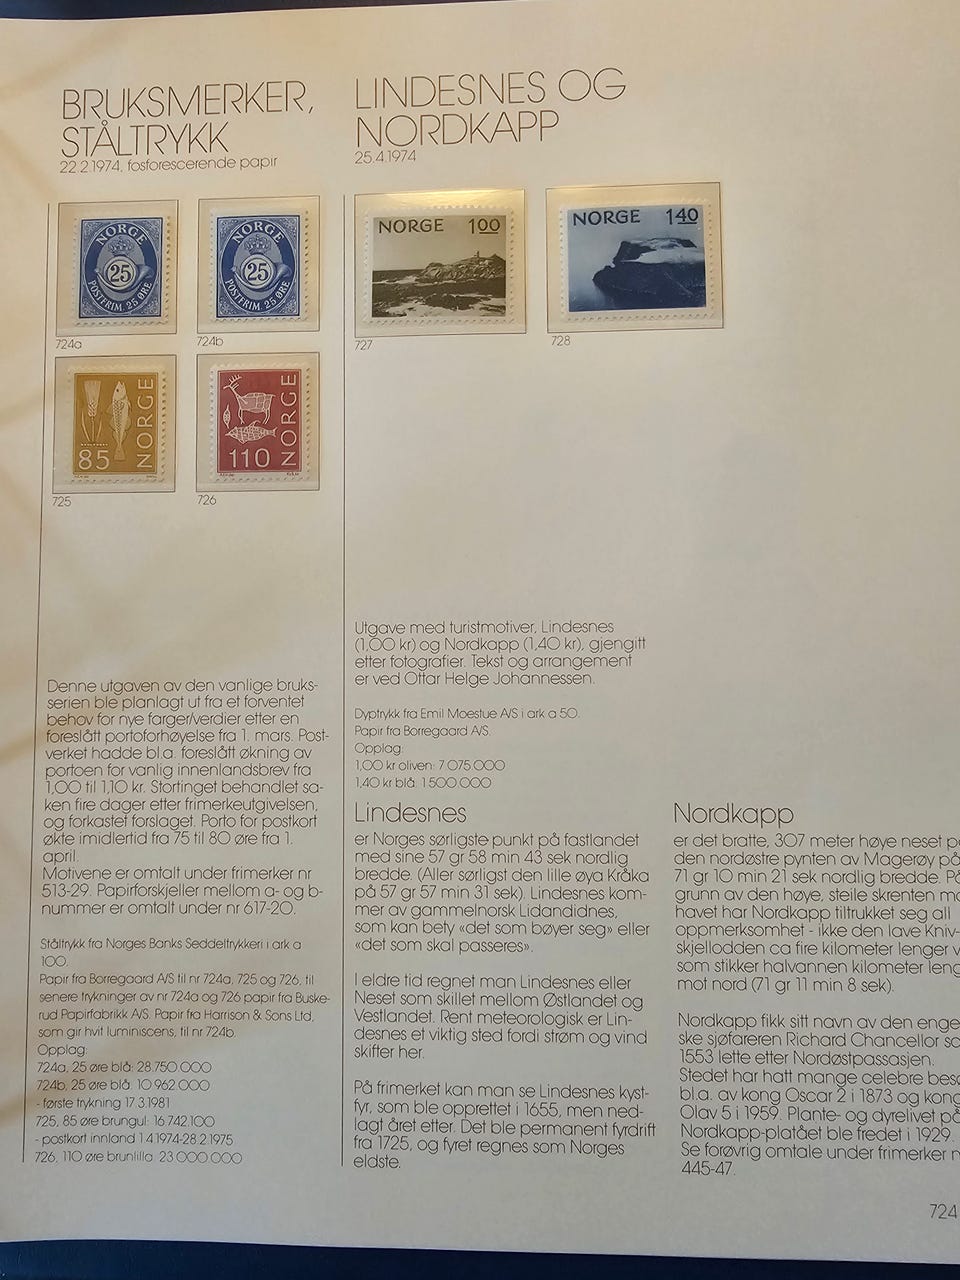 BRUKSMERKER,
STÅLTRYKK
22.2.1974, fosforescerende papir
NORGE
25
POSTFRIM. 25 ØRE
724a
NORGE
25
POSTFRIM. 25 ØRE
724b
85
NORGE
725
110
NORGE
726
Denne utgaven av den vanlige bruks-
serien ble planlagt ut fra et forventet
behov for nye farger/verdier etter en
foreslått portoforhøyelse fra 1. mars. Post-
verket hadde bl.a. foreslått økning av
portoen for vanlig innenlandsbrev fra
1,00 til 1,10 kr. Stortinget behandlet sa-
ken fire dager etter frimerkeutgivelsen,
og forkastet forslaget. Porto for postkort
økte imidlertid fra 75 til 80 øre fra 1.
april.
Motivene er omtalt under frimerker nr
513-29. Papirforskjeller mellom a- og b-
nummer er omtalt under nr 617-20.
Ståltrykk fra Norges Banks Seddeltrykkeri i ark a
100.
Papir fra Borregaard A/S til nr 724a, 725 og 726, til
senere trykninger av nr 724a og 726 papir fra Buske-
rud Papirfabrikk A/S. Papir fra Harrison & Sons Ltd,
som gir hvit luminiscens, til nr 724b.
Opplag:
724a, 25 øre blå: 28.750.000
724b, 25 øre blå: 10 962.000
- første trykning 17.3.1981
725, 85 øre brungul: 16 742.100
- postkort innland 1.4.1974-28.2.1975
726, 110 øre brunlilla: 23 000.000
LINDESNES OG
NORDKAPP
25.4.1974
NORGE 100
727
NORGE 140
728
Utgave med turistmotiver, Lindesnes
(1,00 kr) og Nordkapp (1,40 kr), gjengitt
etter fotografier. Tekst og arrangement
er ved Ottar Helge Johannessen.
Dyptrykk fra Emil Moestue A/S i ark a 50.
Papir fra Borregaard A/S.
Opplag:
1,00 kr oliven: 7 075.000
1,40 kr blå: 1 500.000
Lindesnes
er Norges sørligste punkt på fastlandet
med sine 57 gr 58 min 43 sek nordlig
bredde. (Aller sørligst den lille øya Kråka
på 57 gr 57 min 31 sek). Lindesnes kom-
mer av gammelnorsk Lidandidnes,
som kan bety «det som bøyer seg» eller
«det som skal passeres».
I eldre tid regnet man Lindesnes eller
Neset som skillet mellom Østlandet og
Vestlandet. Rent meteorologisk er Lin-
desnes et viktig sted fordi strøm og vind
skifter her.
På frimerket kan man se Lindesnes kyst-
fyr, som ble opprettet i 1655, men ned-
lagt året etter. Det ble permanent fyrdrift
fra 1725, og fyret regnes som Norges
eldste.
Nordkapp
er det bratte, 307 meter høye neset
den nordøstre pynten av Magerøy på
71 gr 10 min 21 sek nordlig bredde. På
grunn av den høye, steile skrenten
havet har Nordkapp tiltrukket seg all
oppmerksomhet - ikke den lave Kniv-
skjellodden ca fire kilometer lenger
som stikker halvannen kilometer
mot nord (71 gr 11 min 8 sek).
Nordkapp fikk sitt navn av den enge
ske sjøfareren Richard Chancellor
1553 lette etter Nordøstpassasjen.
Stedet har hatt mange celebre
bl.a. av kong Oscar 2 i 1873 og kong
Olav 5 i 1959. Plante- og dyrelivet på
Nordkapp-platået ble fredet i 1929.
Se forøvrig omtale under frimerker
445-47.
724